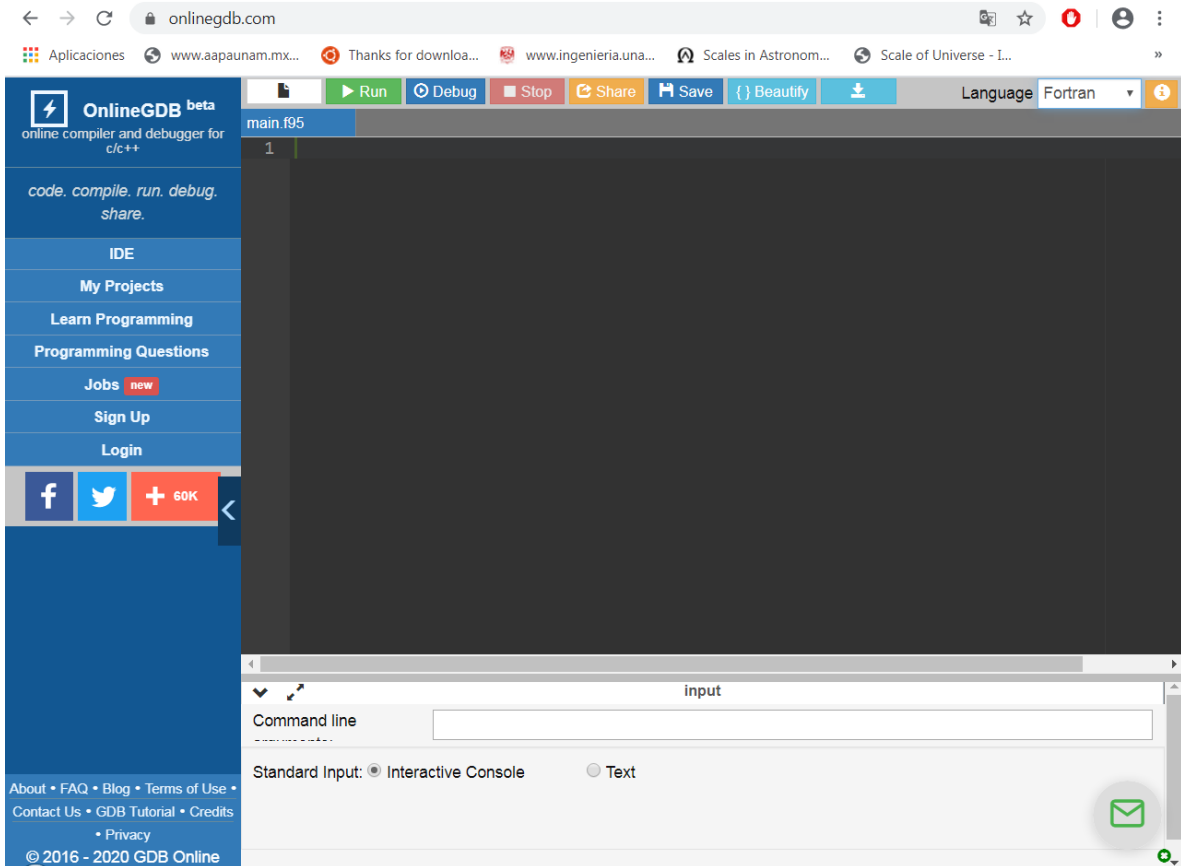 onlinegdb.com
Aplicaciones www.aapaunam.mx... Thanks for downloa... www.ingenieria.una... Scales in Astronom... Scale of Universe - I... »
OnlineGDB beta
online compiler and debugger for
c/c++
code. compile. run. debug.
share.
IDE
My Projects
Learn Programming
Programming Questions
Jobs new
Sign Up
Login
60K
About • FAQ • Blog • Terms of Use •
Contact Us • GDB Tutorial • Credits
• Privacy
© 2016 - 2020 GDB Online
Run Debug Stop Share Save { } Beautify Language Fortran
main.f95
1
input
Command line
Standard Input: Interactive Console Text